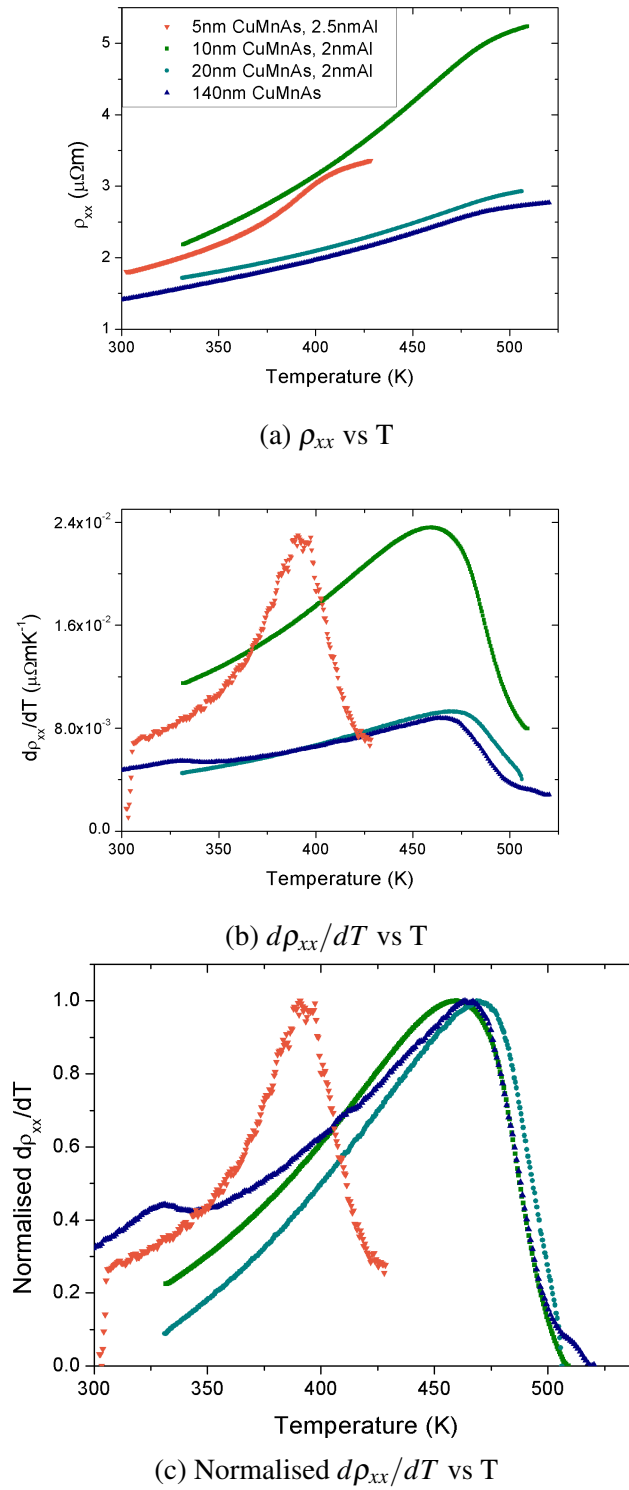 5nm CuMnAs, 2.5nmAl
10nm CuMnAs, 2nmAl
20nm CuMnAs, 2nmAl
140nm CuMnAs
5
4
3
2
1
ρxx (μΩm)
300 350 400 450 500
Temperature (K)
(a) ρxx vs T
2.4x10⁻²
1.6x10⁻²
8.0x10⁻³
0.0
dρxx/dT (μΩmK⁻¹)
300 350 400 450 500
Temperature (K)
(b) dρxx/dT vs T
1.0
0.8
0.6
0.4
0.2
0.0
Normalised dρxx/dT
300 350 400 450 500
Temperature (K)
(c) Normalised dρxx/dT vs T